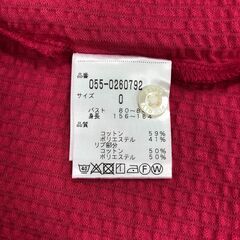 品番
055-0260792
サイズ
0
バスト 80~8
身長 156~164
品質
コットン 59%
ポリエステル 41%
リブ部分
コットン 50%
ポリエステル 50%